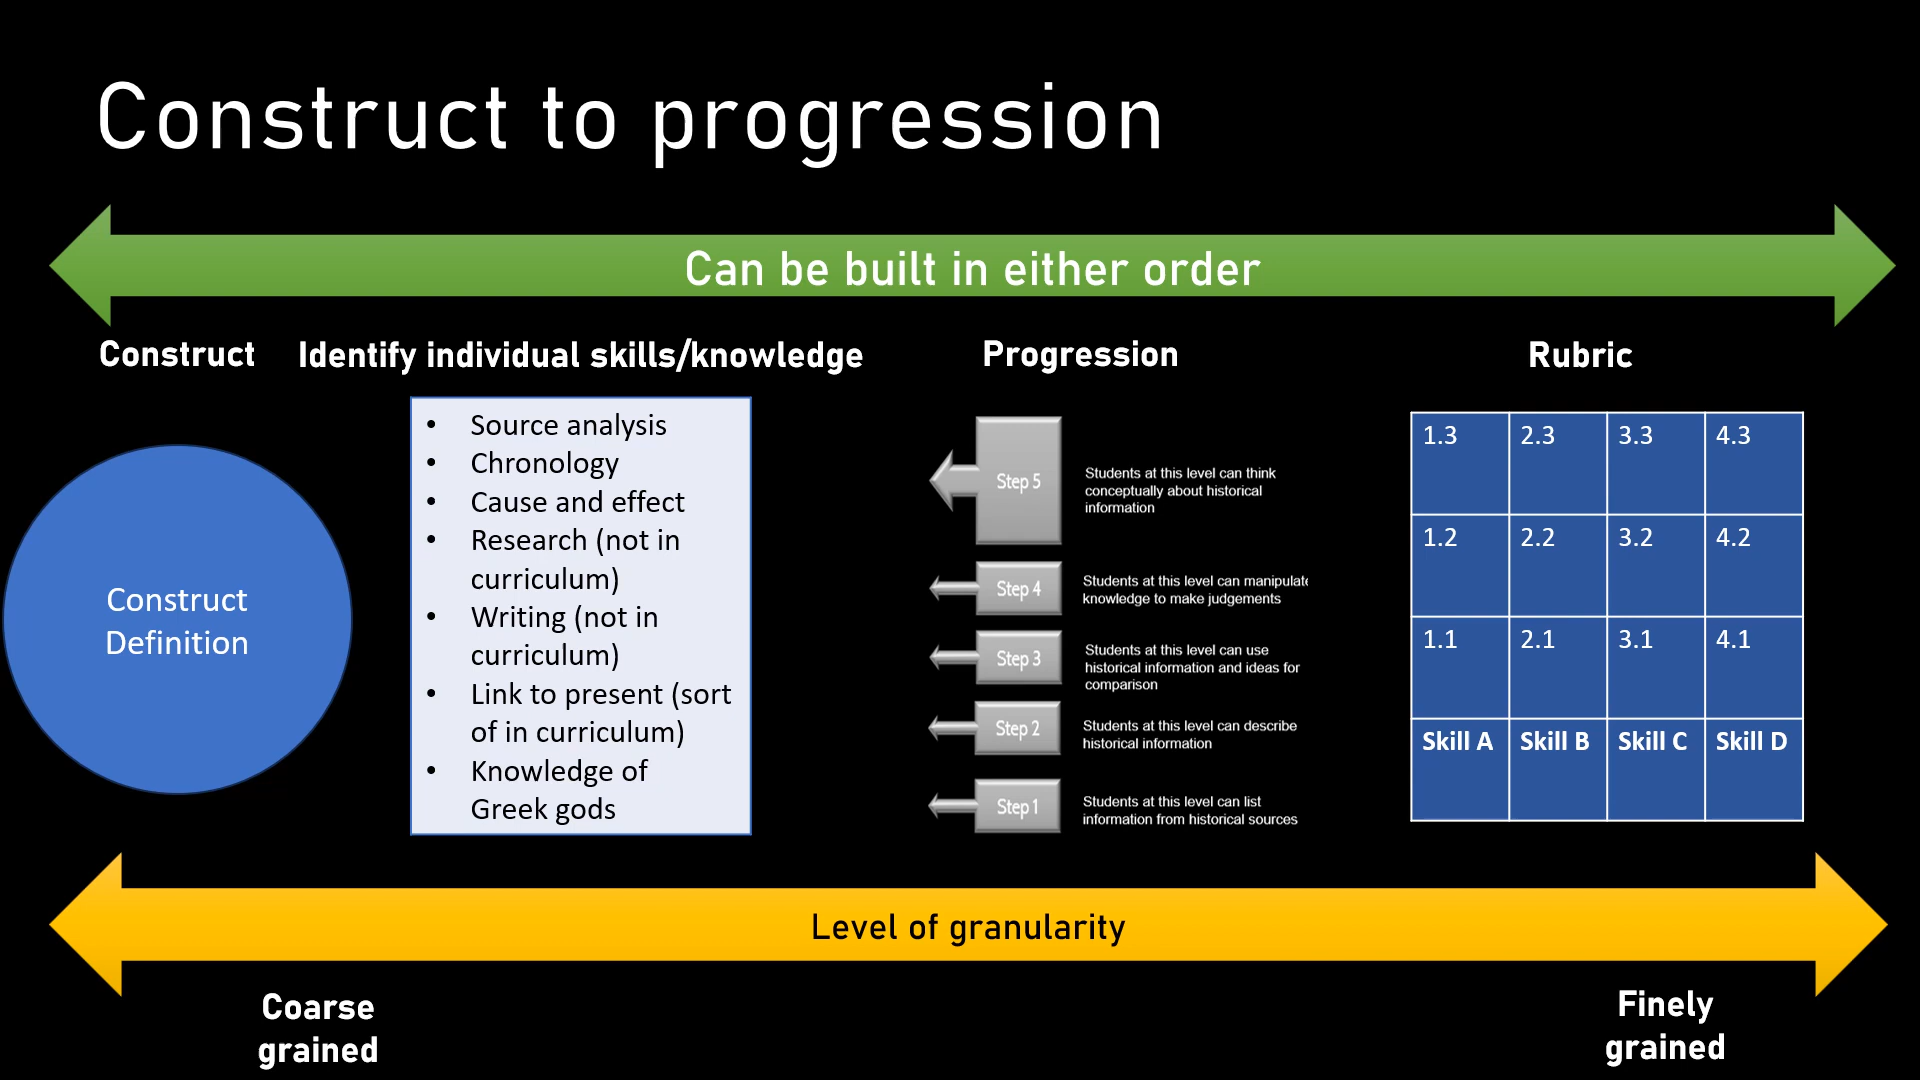 Construct to progression
Can be built in either order
Construct
Identify individual skills/knowledge
Progression
Rubric
Construct
Definition
• Source analysis
• Chronology
• Cause and effect
• Research (not in
curriculum)
• Writing (not in
curriculum)
• Link to present (sort
of in curriculum)
• Knowledge of
Greek gods
Step 5
Students at this level can think
conceptually about historical
information
Step 4
Students at this level can manipulate
knowledge to make judgements
Step 3
Students at this level can use
historical information and ideas for
comparison
Step 2
Students at this level can describe
historical information
Step 1
Students at this level can list
information from historical sources
1.3 2.3 3.3 4.3
1.2 2.2 3.2 4.2
1.1 2.1 3.1 4.1
Skill A Skill B Skill C Skill D
Level of granularity
Coarse
grained
Finely
grained